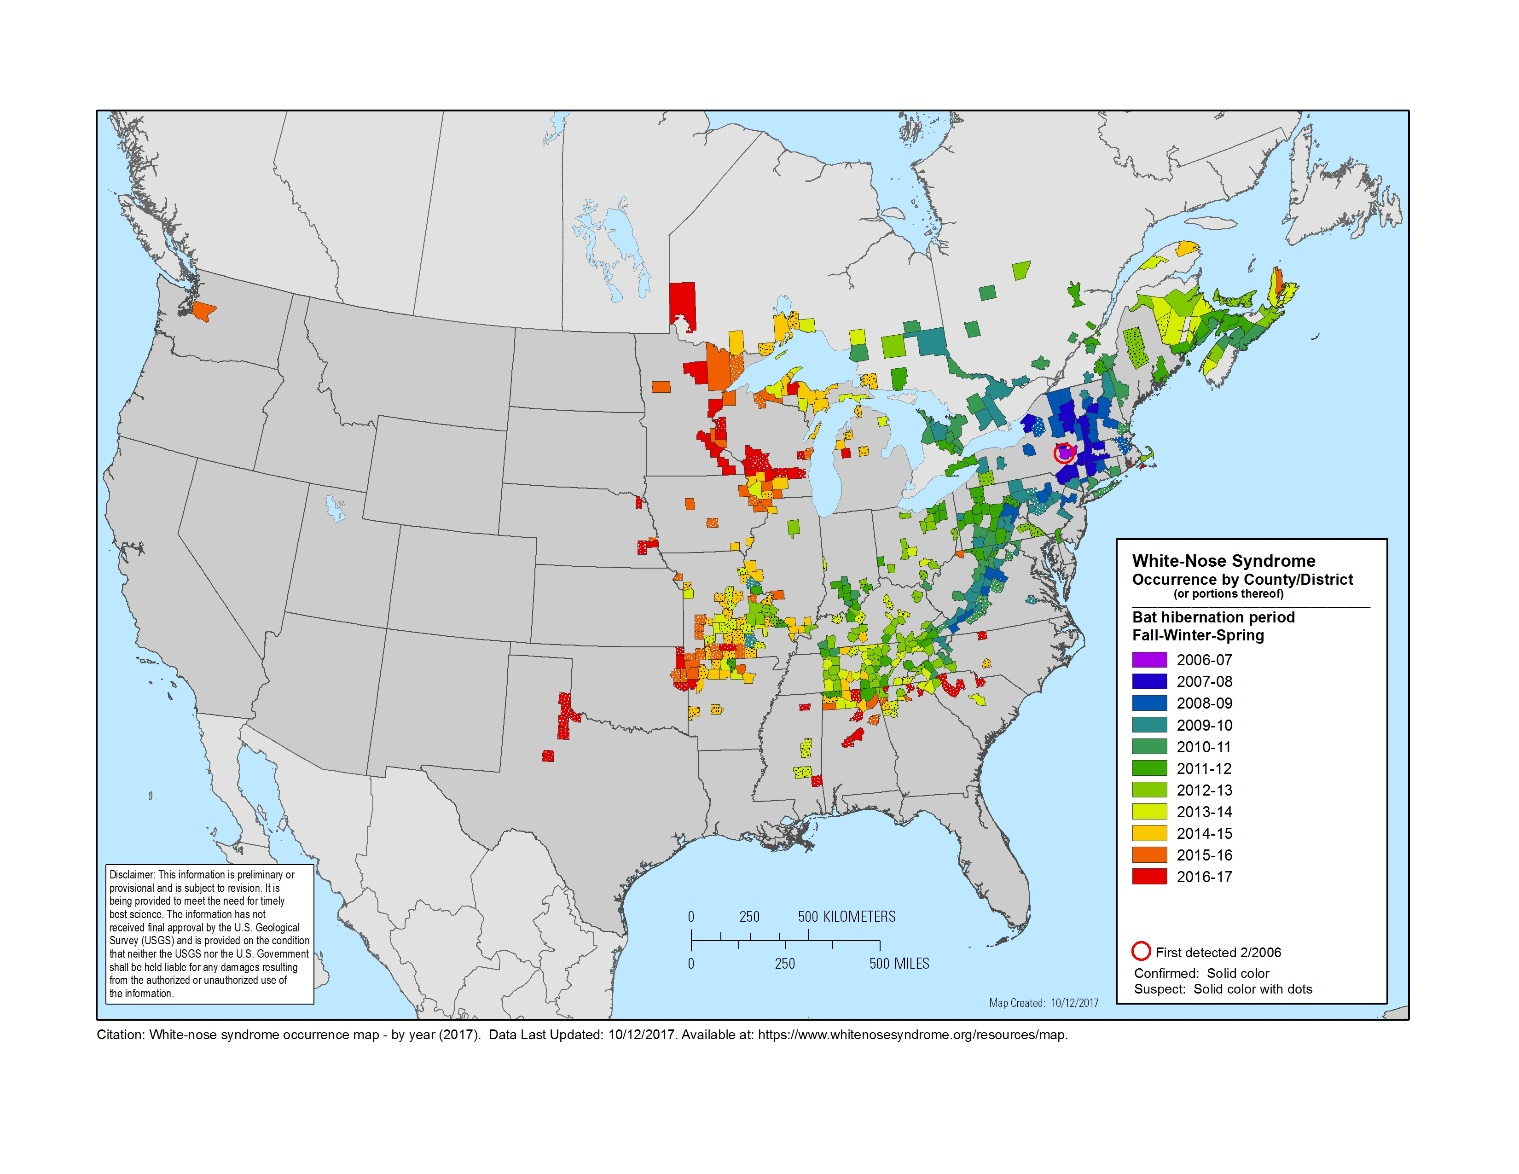 White-Nose Syndrome
Occurrence by County/District
(or portions thereof)
Bat hibernation period
Fall-Winter-Spring
2006-07
2007-08
2008-09
2009-10
2010-11
2011-12
2012-13
2013-14
2014-15
2015-16
2016-17
First detected 2/2006
Confirmed: Solid color
Suspect: Solid color with dots
Disclaimer: This information is preliminary or
provisional and is subject to revision. It is
being provided to meet the need for timely
best science. The information has not
received final approval by the U.S. Geological
Survey (USGS) and is provided on the condition
that neither the USGS nor the U.S. Government
shall be held liable for any damages resulting
from the authorized or unauthorized use of
the information.
0 250 500 KILOMETERS
0 250 500 MILES
Map Created: 10/12/2017
Citation: White-nose syndrome occurrence map - by year (2017). Data Last Updated: 10/12/2017. Available at: https://www.whitenosesyndrome.org/resources/map.